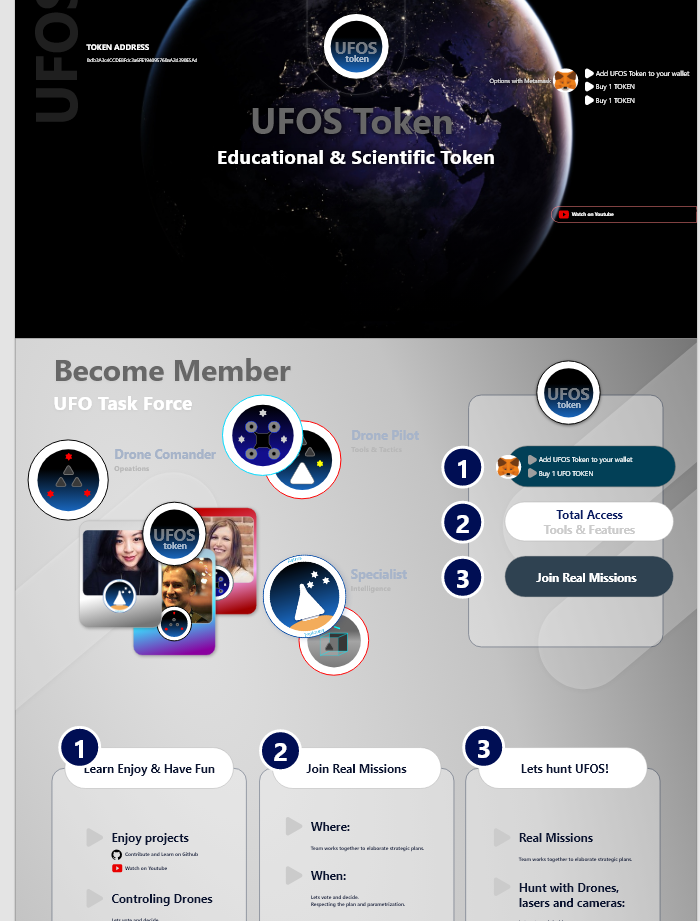 UFOS
TOKEN ADDRESS
UFOS
token
Options with Metamask
Add UFOS Token to your wallet
Buy 1 TOKEN
Buy 1 TOKEN
UFOS Token
Educational & Scientific Token
Watch on Youtube
Become Member
UFO Task Force
UFOS
token
Drone Comander
Opsations
Drone Pilot
Tools & Tactus
1
Add UFOS Token to your wallet
Buy 1 UFO TOKEN
2
Total Access
Tools & Features
3
Join Real Missions
UFOS
token
Specialist
Intelligence
1
Learn Enjoy & Have Fun
Enjoy projects
Contribute and Learn on Github
Watch on Youtube
Controling Drones
Lets vote and decide.
2
Join Real Missions
Where:
Team works together to elaborate strategic plans.
When:
Lets vote and decide.
Respecting the plan and parametrization.
3
Lets hunt UFOS!
Real Missions
Team works together to elaborate strategic plans.
Hunt with Drones,
lasers and cameras: